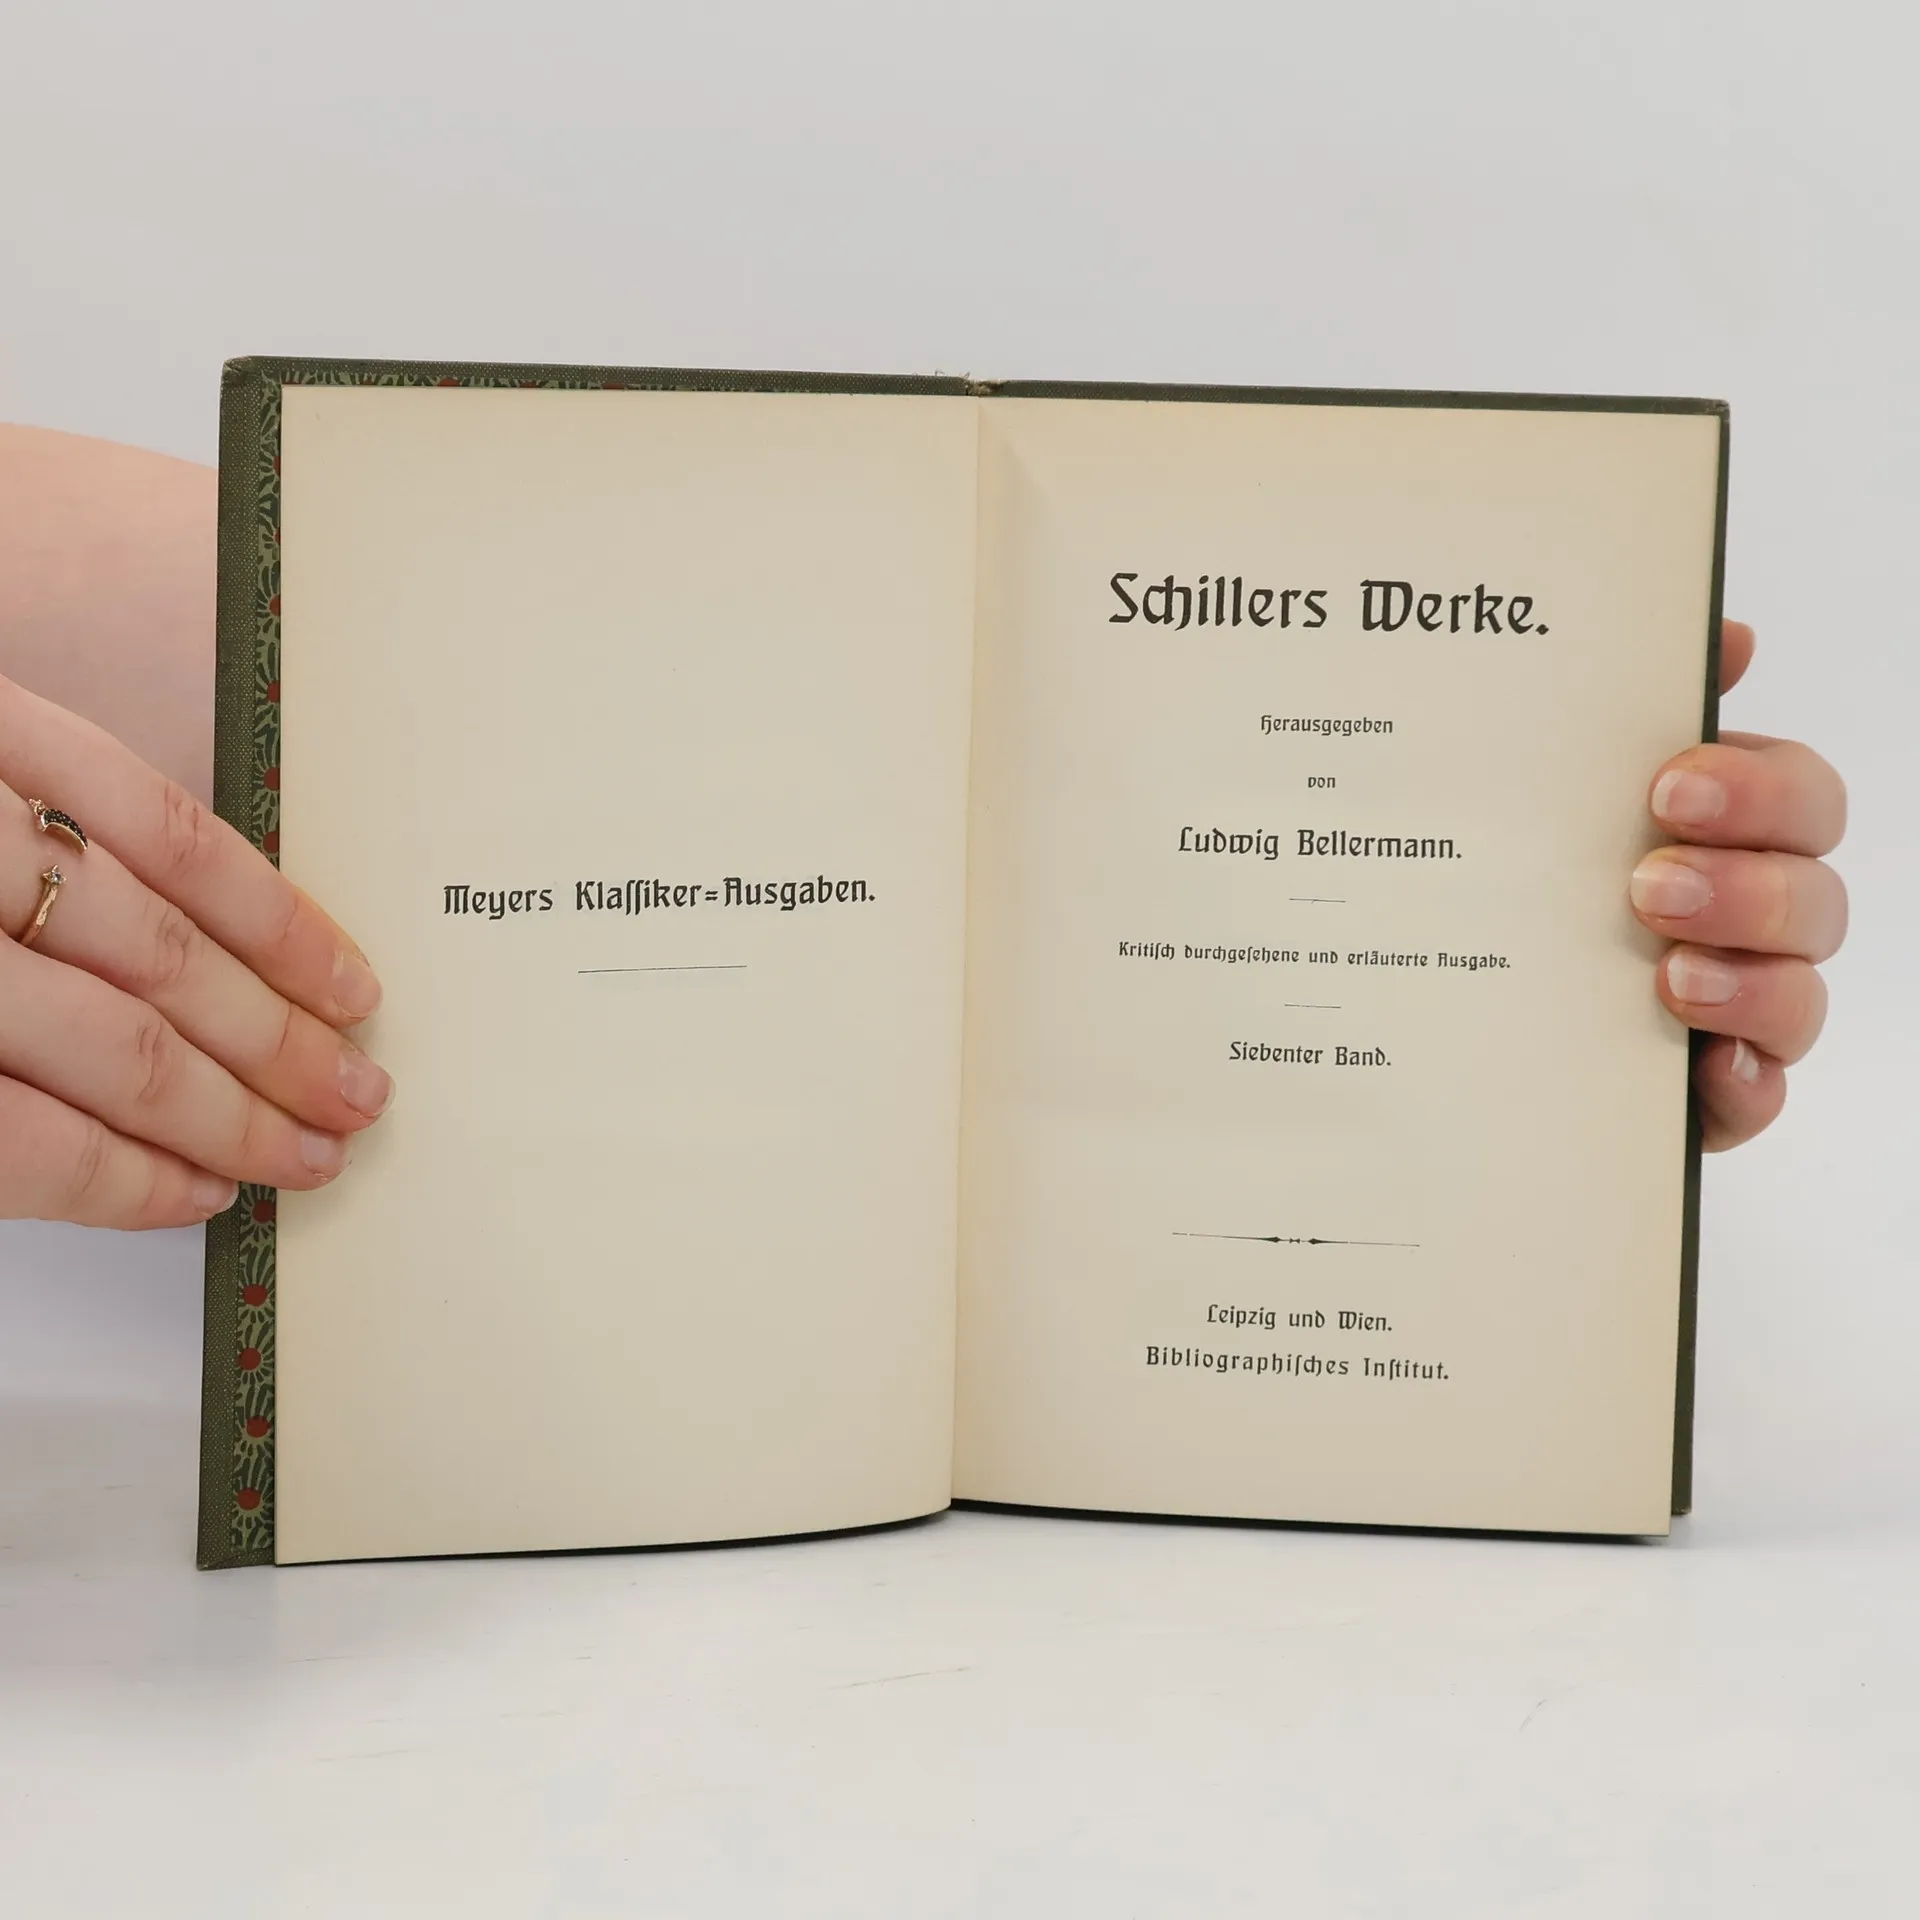 Meyers Klaſſiker=Ausgaben.
Schillers Werke.
Herausgegeben
von
Ludwig Bellermann.
Kritiſch durchgeſehene und erläuterte Ausgabe.
Siebenter Band.
Leipzig und Wien.
Bibliographiſches Inſtitut.